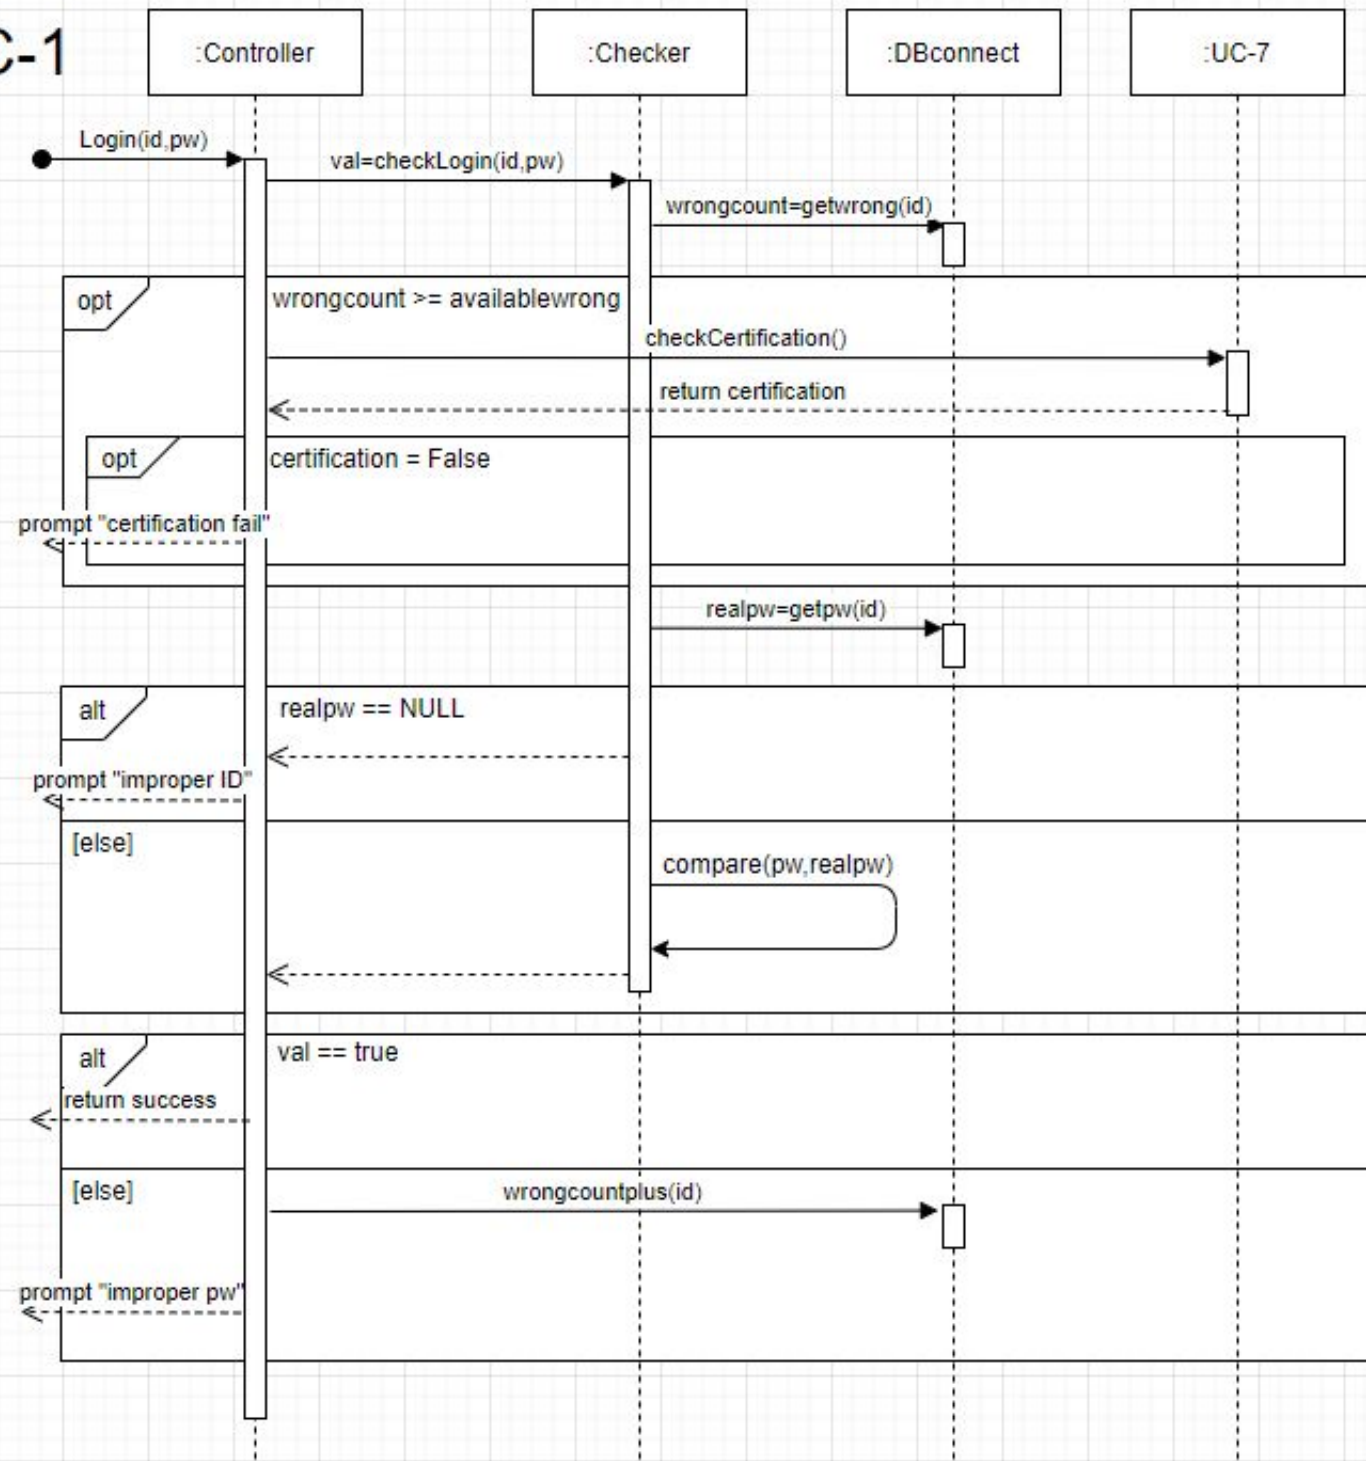 C-1
:Controller
:Checker
:DBconnect
:UC-7
Login(id,pw)
val=checkLogin(id,pw)
wrongcount=getwrong(id)
opt
wrongcount >= availablewrong
checkCertification()
return certification
opt
certification = False
prompt "certification fail"
realpw=getpw(id)
alt
realpw == NULL
prompt "improper ID"
[else]
compare(pw,realpw)
alt
val == true
return success
[else]
wrongcountplus(id)
prompt "improper pw"